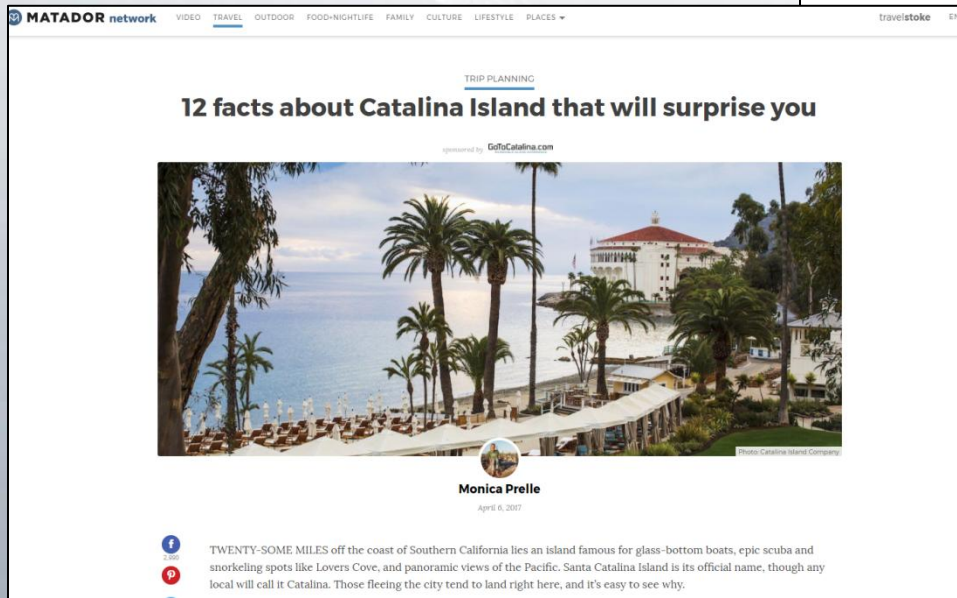 MATADOR network VIDEO TRAVEL OUTDOOR FOOD+NIGHTLIFE FAMILY CULTURE LIFESTYLE PLACES travelstoke EN
TRIP PLANNING
12 facts about Catalina Island that will surprise you
sponsored by GoToCatalina.com
Photo: Catalina Island Company
Monica Prelle
April 6, 2017
TWENTY-SOME MILES off the coast of Southern California lies an island famous for glass-bottom boats, epic scuba and
snorkeling spots like Lovers Cove, and panoramic views of the Pacific. Santa Catalina Island is its official name, though any
local will call it Catalina. Those fleeing the city tend to land right here, and it's easy to see why.